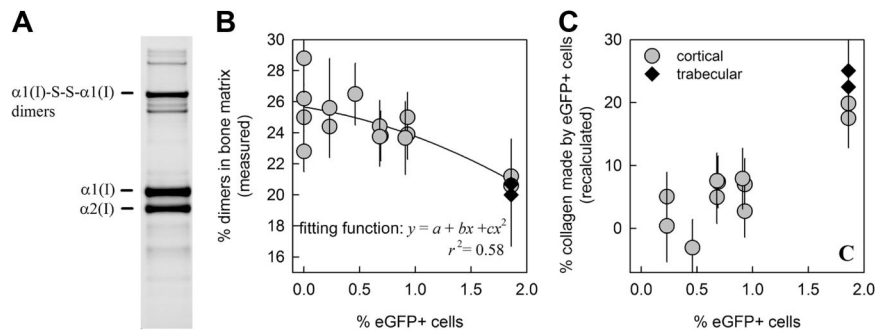 A
α1(I)-S-S-α1(I)
dimers
α1(I)
α2(I)
B
% dimers in bone matrix
(measured)
30
28
26
24
22
20
18
16
fitting function: y = a + bx +cx²
r²= 0.58
0.0 0.5 1.0 1.5 2.0
% eGFP+ cells
C
% collagen made by eGFP+ cells
(recalculated)
30
20
10
0
cortical
trabecular
C
0.0 0.5 1.0 1.5 2.0
% eGFP+ cells